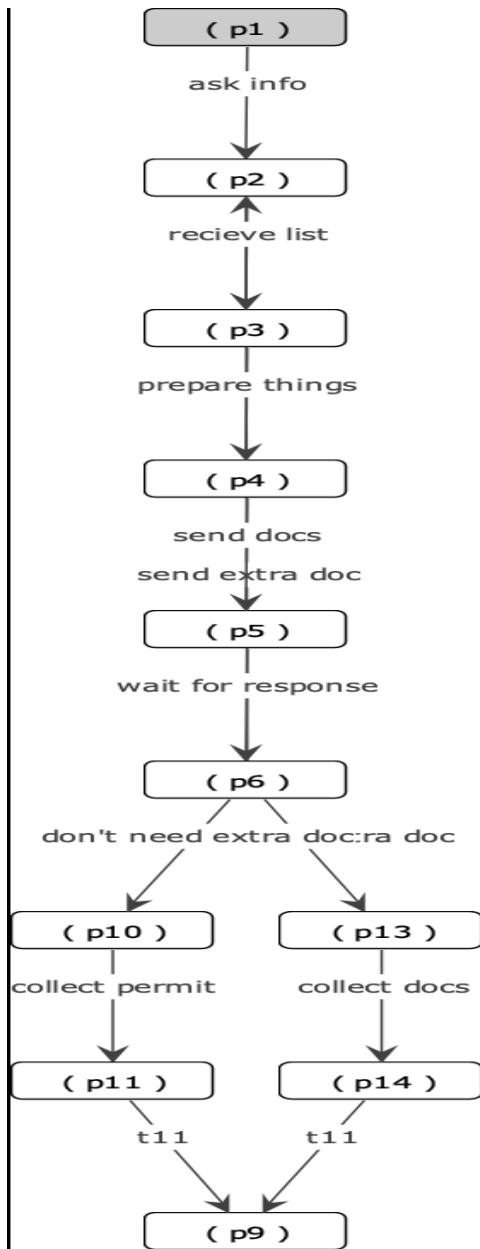 ( p1 )
ask info
( p2 )
recieve list
( p3 )
prepare things
( p4 )
send docs
send extra doc
( p5 )
wait for response
( p6 )
don't need extra doc:ra doc
( p10 ) ( p13 )
collect permit collect docs
( p11 ) ( p14 )
t11 t11
( p9 )